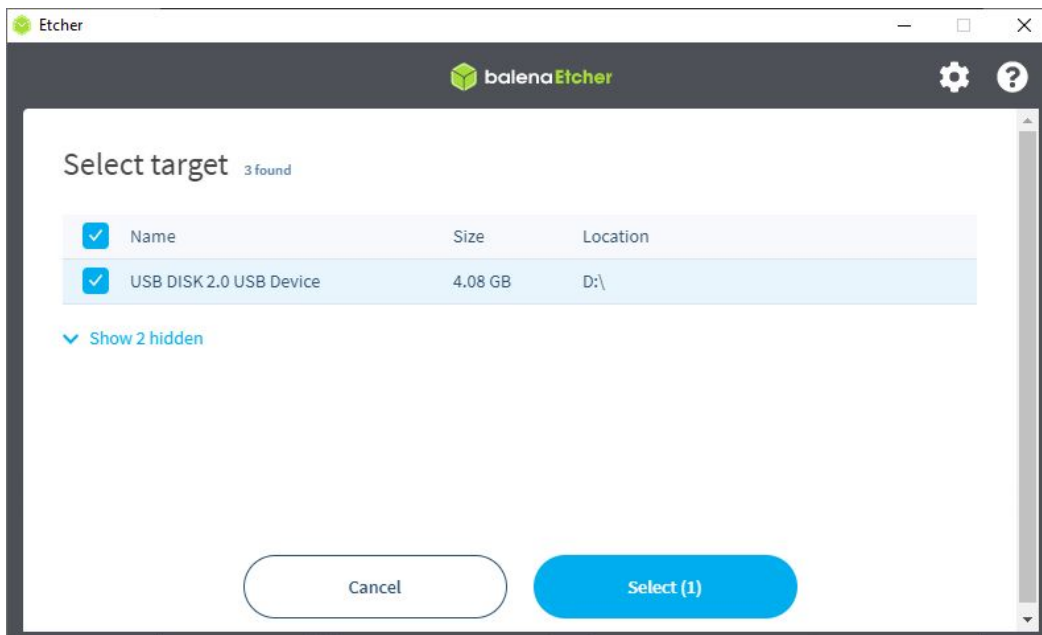 Etcher
balenaEtcher
Select target 3 found
Name Size Location
USB DISK 2.0 USB Device 4.08 GB D:\
Show 2 hidden
Cancel Select (1)